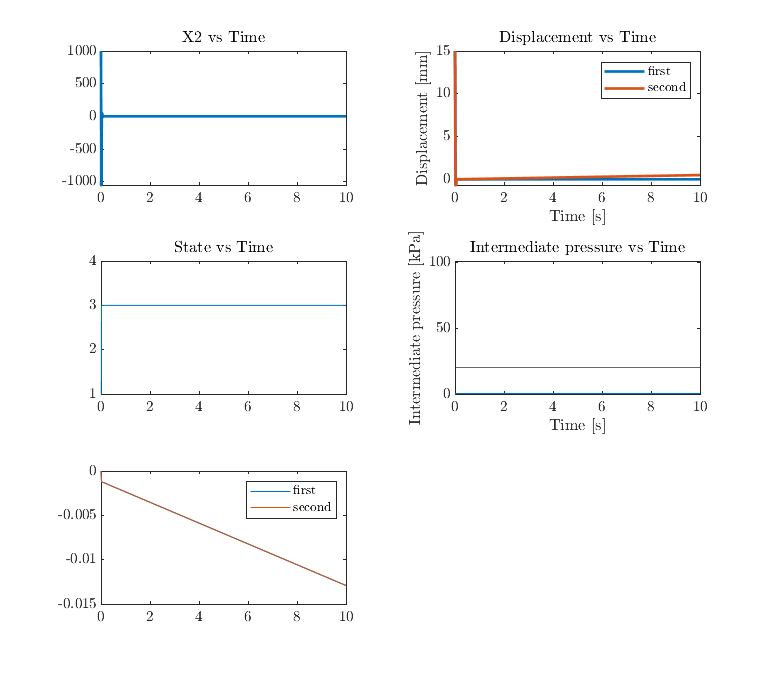 X2 vs Time
1000
500
0
-500
-1000
0 2 4 6 8 10
Displacement vs Time
Displacement [mm]
15
10
5
0
first
second
0 2 4 6 8 10
Time [s]
State vs Time
4
3
2
1
0 2 4 6 8 10
Intermediate pressure vs Time
Intermediate pressure [kPa]
100
50
0
0 2 4 6 8 10
Time [s]
0
-0.005
-0.01
-0.015
first
second
0 2 4 6 8 10